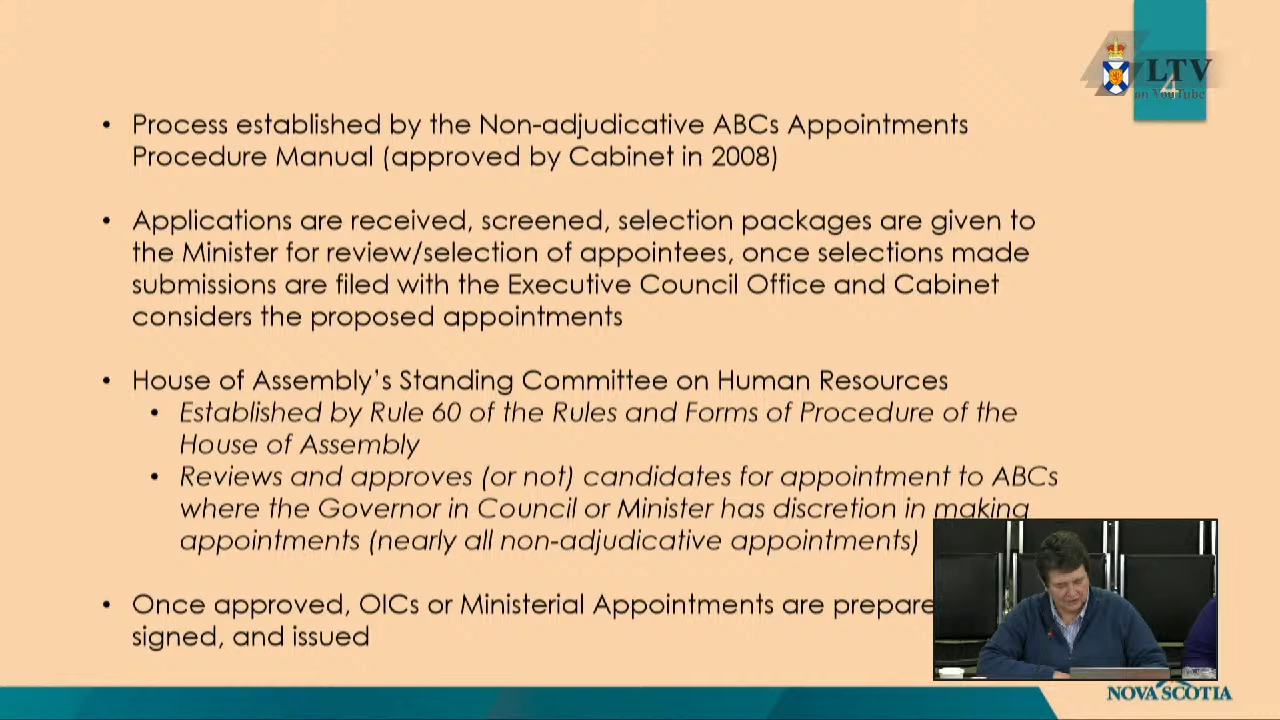 LTV
on YouTube
4
• Process established by the Non-adjudicative ABCs Appointments
Procedure Manual (approved by Cabinet in 2008)
• Applications are received, screened, selection packages are given to
the Minister for review/selection of appointees, once selections made
submissions are filed with the Executive Council Office and Cabinet
considers the proposed appointments
• House of Assembly's Standing Committee on Human Resources
• Established by Rule 60 of the Rules and Forms of Procedure of the
House of Assembly
• Reviews and approves (or not) candidates for appointment to ABCs
where the Governor in Council or Minister has discretion in making
appointments (nearly all non-adjudicative appointments)
• Once approved, OICs or Ministerial Appointments are prepare
signed, and issued
NOVA SCOTIA